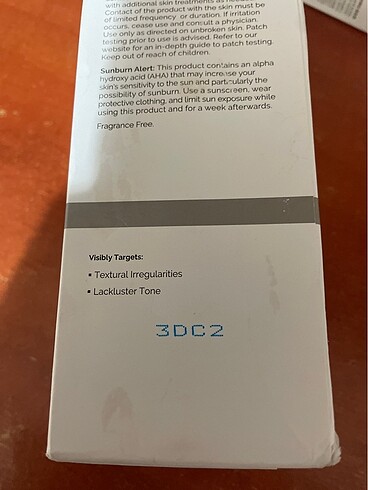 with additional skin treatments as
Contact of the product with the skin must be
of limited frequency or duration. If irritation
occurs, cease use and consult a physician.
Use only as directed on unbroken skin. Patch
testing prior to use is advised. Refer to our
website for an in-depth guide to patch testing.
Keep out of reach of children.
Sunburn Alert: This product contains an alpha
hydroxy acid (AHA) that may increase your
skin's sensitivity to the sun and particularly the
possibility of sunburn. Use a sunscreen, wear
protective clothing, and limit sun exposure while
using this product and for a week afterwards.
Fragrance Free.
Visibly Targets:
▪ Textural Irregularities
▪ Lackluster Tone
3DC2